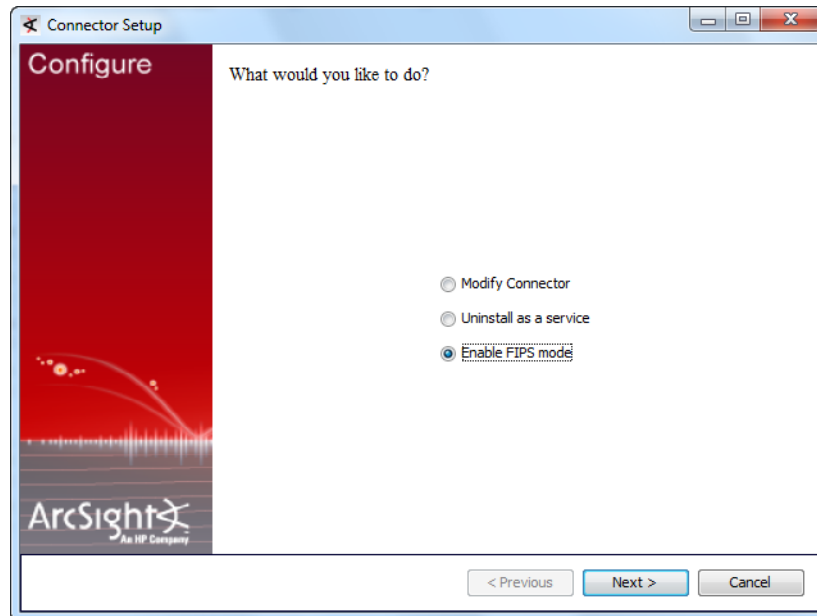 Connector Setup
Configure
What would you like to do?
Modify Connector
Uninstall as a service
Enable FIPS mode
ArcSight
An HP Company
< Previous
Next >
Cancel